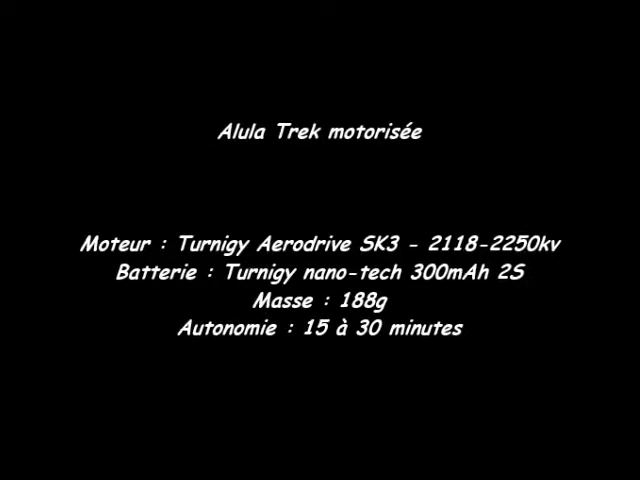 Alula Trek motorisée
Moteur : Turnigy Aerodrive SK3 - 2118-2250kv
Batterie : Turnigy nano-tech 300mAh 2S
Masse : 188g
Autonomie : 15 à 30 minutes